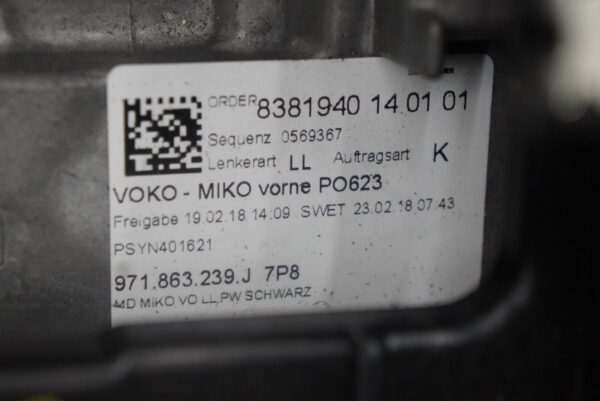 ORDER 8381940 14 01 01
Sequenz 0569367
Lenkerart LL Auftragsart K
VOKO - MIKO vorne PO623
Freigabe 19.02.18 14:09 SWET 23.02.18 07:43
PSYN401621
971.863.239.J 7P8
MD MIKO VO LL,PW SCHWARZ